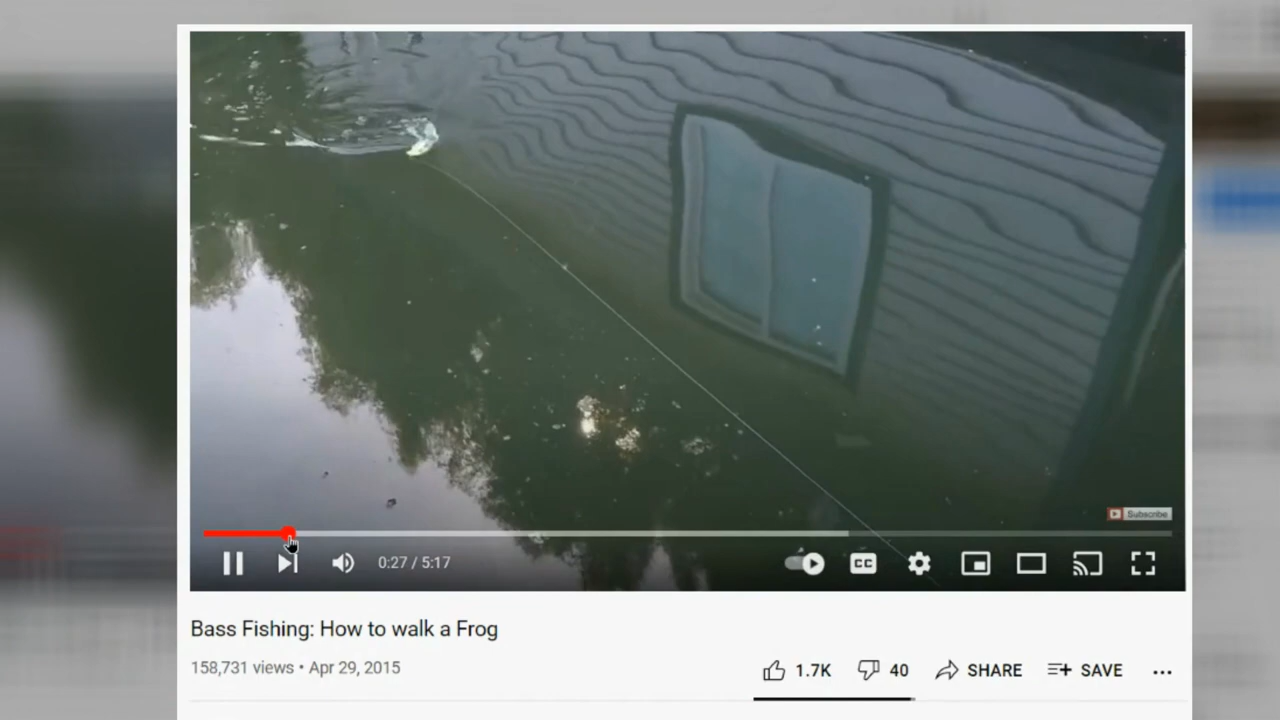 Subscribe
0:27 / 5:17
CC
Bass Fishing: How to walk a Frog
158,731 views • Apr 29, 2015
1.7K 40 SHARE SAVE